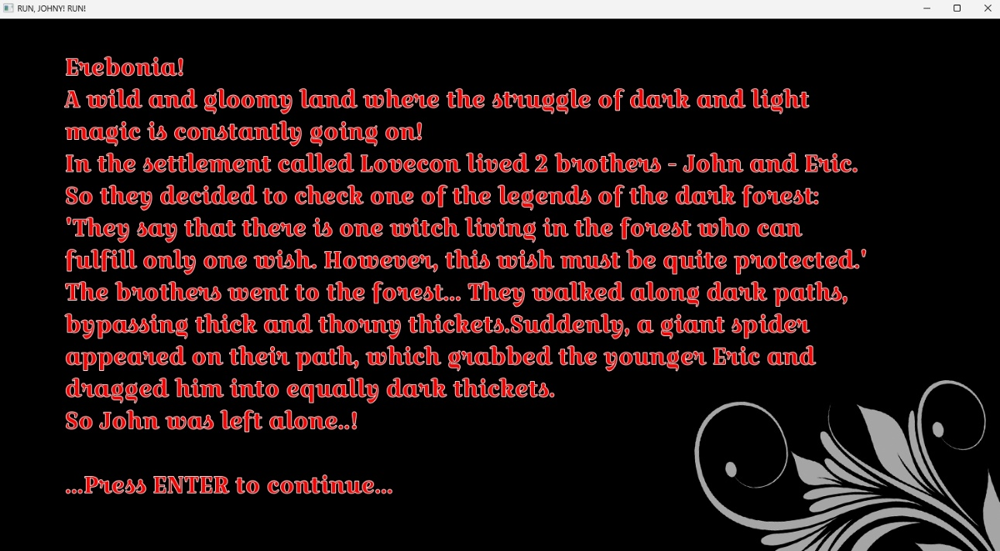 RUN, JOHNY! RUN!
Erebonia!
A wild and gloomy land where the struggle of dark and light
magic is constantly going on!
In the settlement called Lovecon lived 2 brothers - John and Eric.
So they decided to check one of the legends of the dark forest:
'They say that there is one witch living in the forest who can
fulfill only one wish. However, this wish must be quite protected.'
The brothers went to the forest... They walked along dark paths,
bypassing thick and thorny thickets.Suddenly, a giant spider
appeared on their path, which grabbed the younger Eric and
dragged him into equally dark thickets.
So John was left alone..!
...Press ENTER to continue...